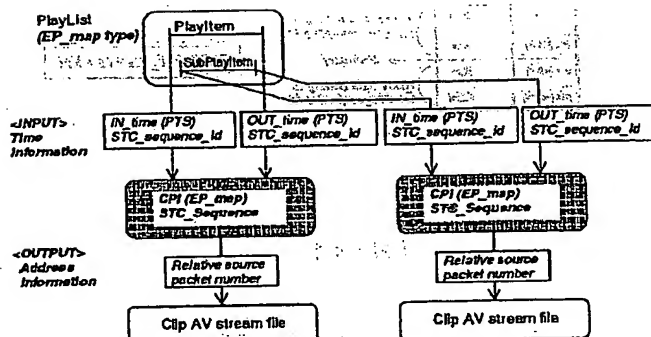 PlayList
(EP_map type)
PlayItem
SubPlayItem
<INPUT>
Time
Information
IN_time (PTS)
STC_sequence_id
OUT_time (PTS)
STC_sequence_id
IN_time (PTS)
STC_sequence_id
OUT_time (PTS)
STC_sequence_id
CPI (EP_map)
STC_Sequence
CPI (EP_map)
STC_Sequence
<OUTPUT>
Address
Information
Relative source
packet number
Relative source
packet number
Clip AV stream file
Clip AV stream file